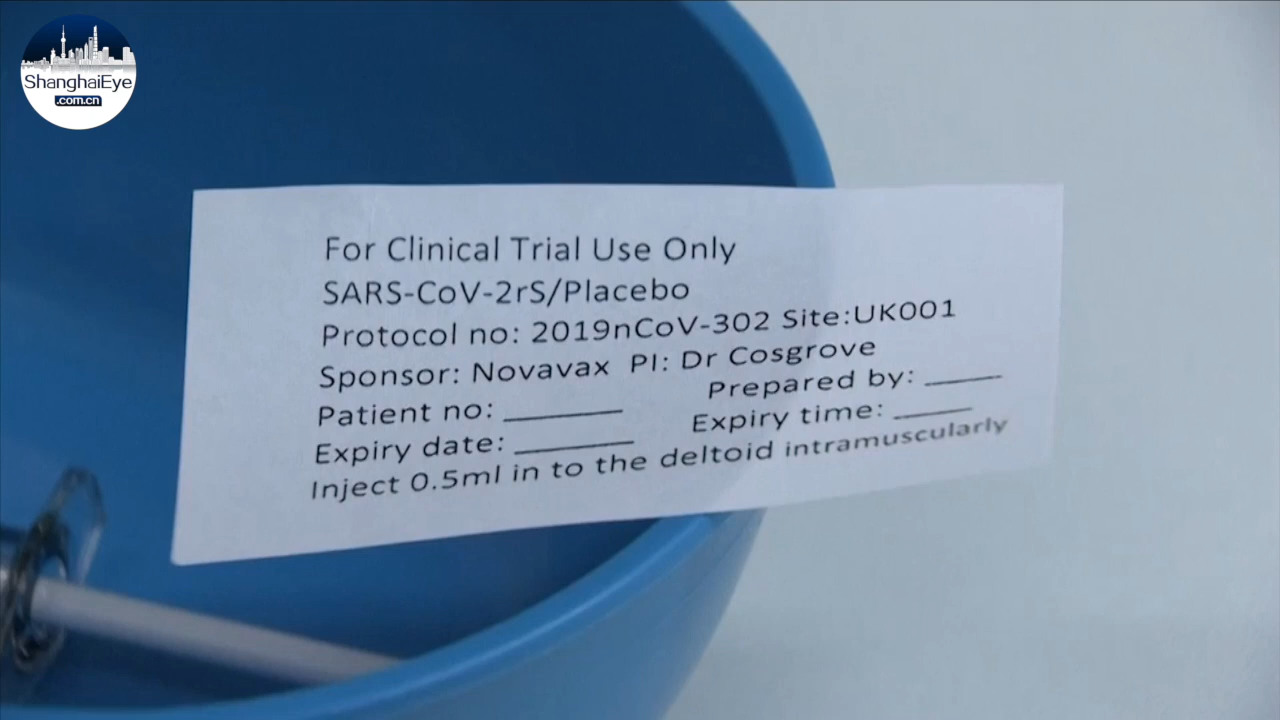 ShanghaiEye
.com.cn
For Clinical Trial Use Only
SARS-CoV-2rS/Placebo
Protocol no: 2019nCoV-302 Site:UK001
Sponsor: Novavax PI: Dr Cosgrove
Patient no: ______ Prepared by: _____
Expiry date: ________ Expiry time: _____
Inject 0.5ml in to the deltoid intramuscularly